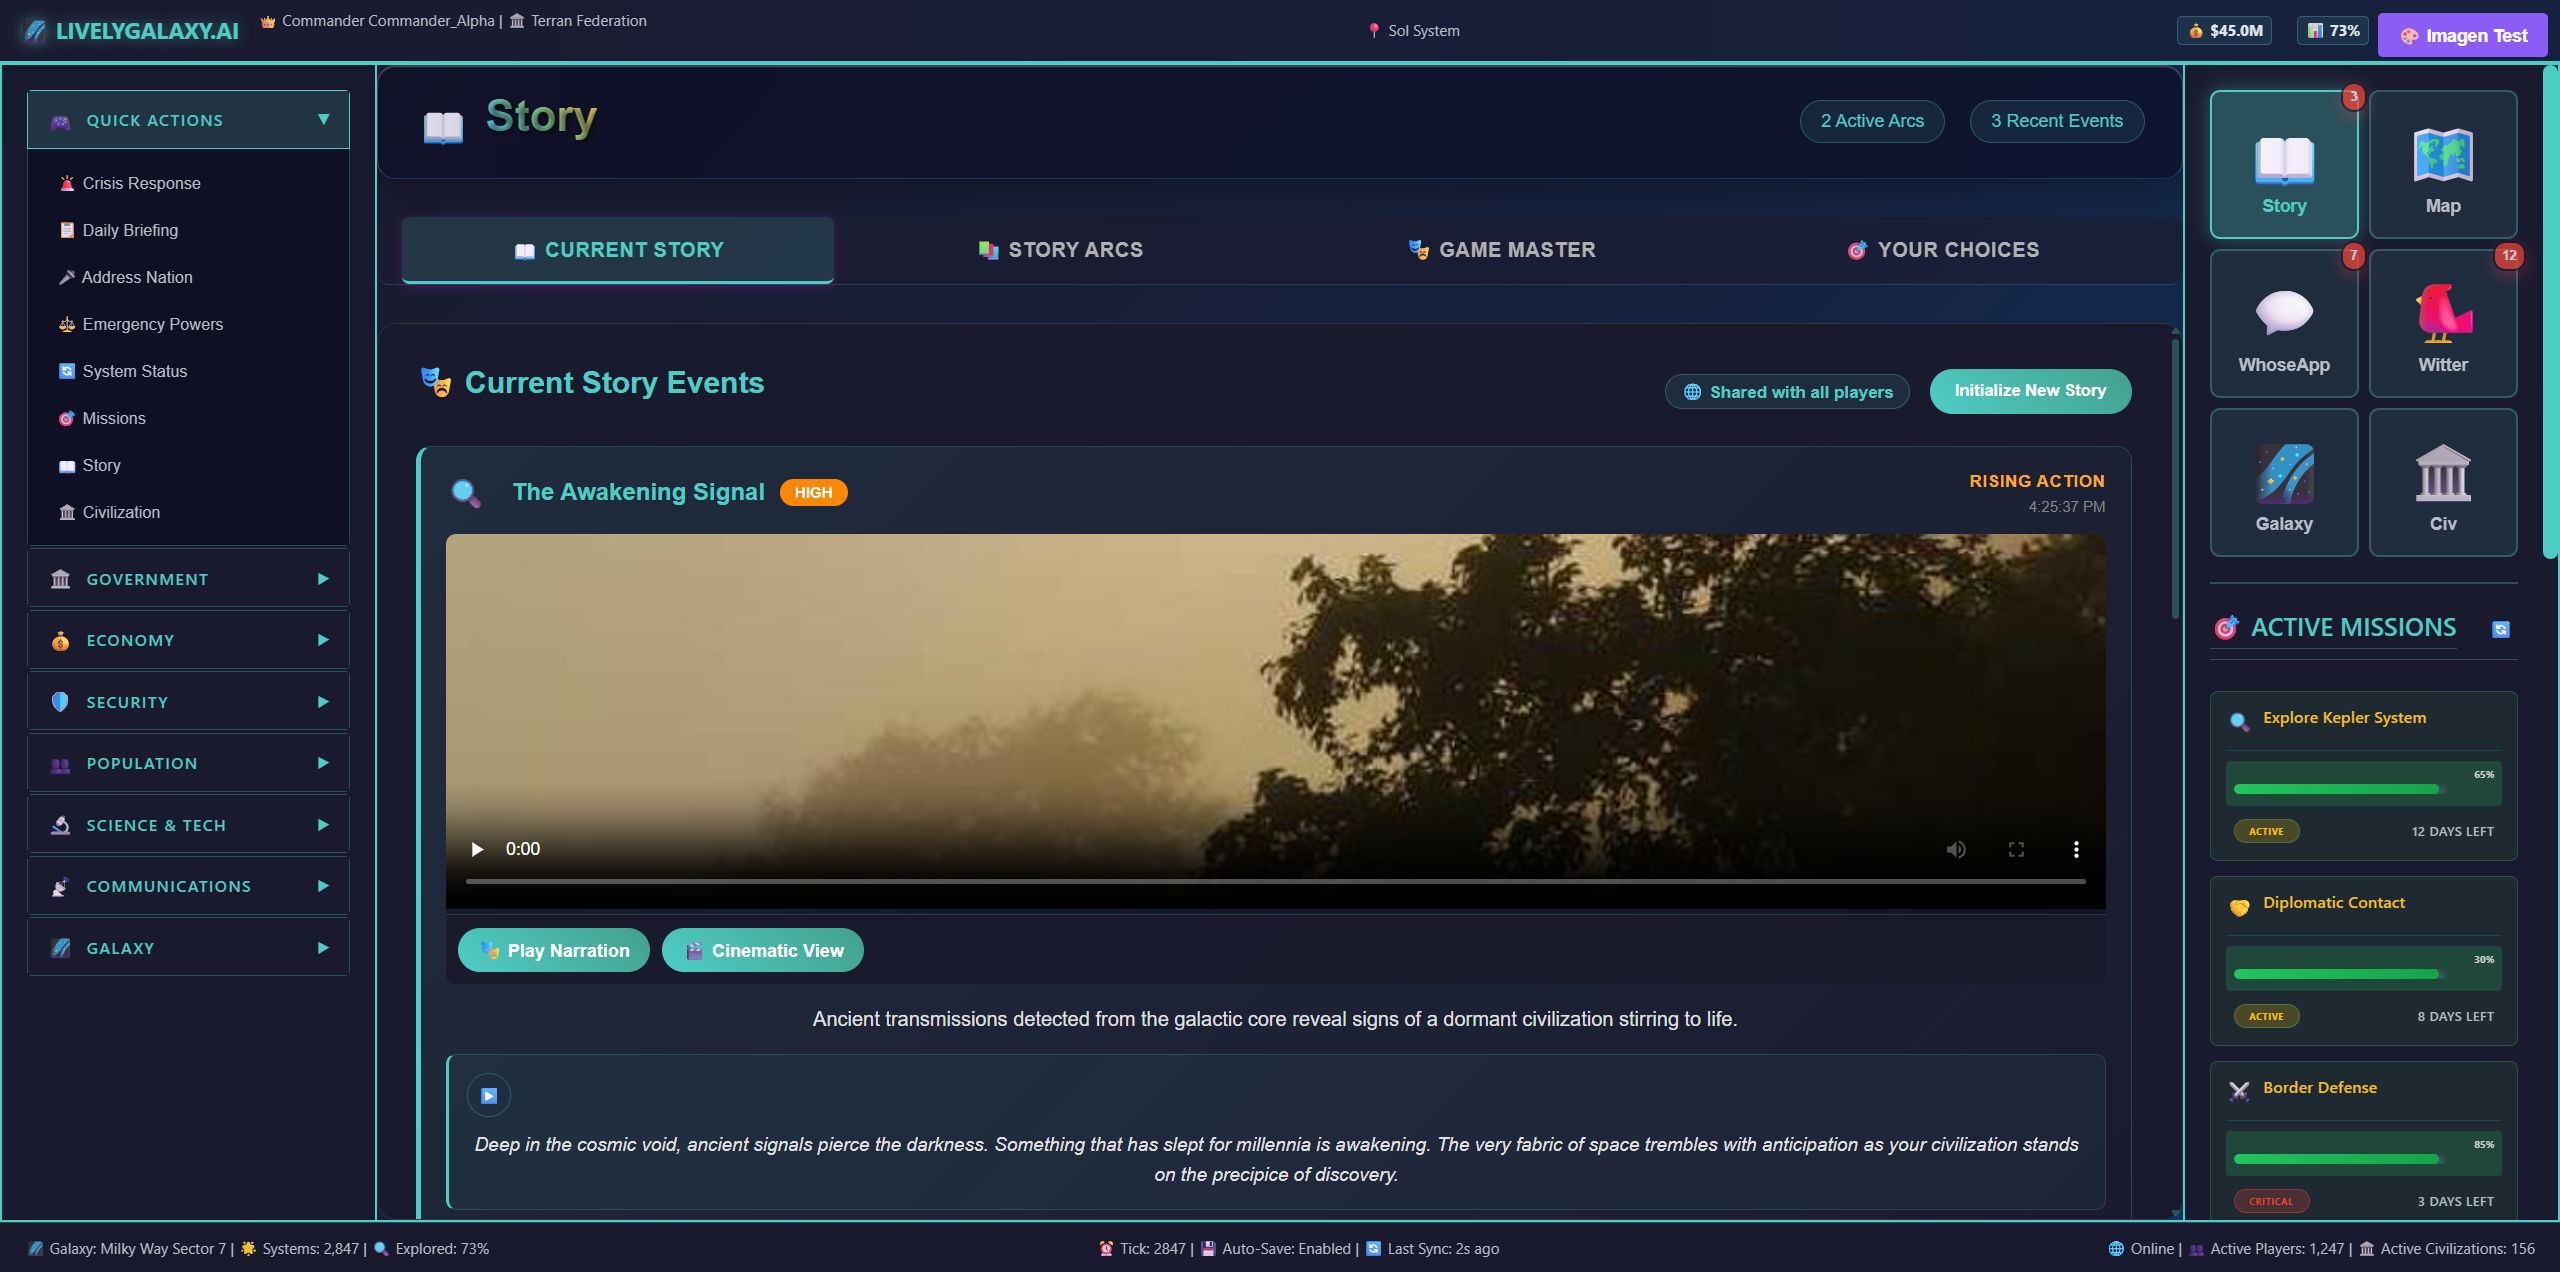 LIVELYGALAXY.AI
Commander Commander_Alpha | Terran Federation
Sol System
$45.0M
73%
Imagen Test
QUICK ACTIONS
Crisis Response
Daily Briefing
Address Nation
Emergency Powers
System Status
Missions
Story
Civilization
GOVERNMENT
ECONOMY
SECURITY
POPULATION
SCIENCE & TECH
COMMUNICATIONS
GALAXY
Story
2 Active Arcs
3 Recent Events
CURRENT STORY
STORY ARCS
GAME MASTER
YOUR CHOICES
Current Story Events
Shared with all players
Initialize New Story
The Awakening Signal
HIGH
RISING ACTION
4:25:37 PM
0:00
Play Narration
Cinematic View
Ancient transmissions detected from the galactic core reveal signs of a dormant civilization stirring to life.
Deep in the cosmic void, ancient signals pierce the darkness. Something that has slept for millennia is awakening. The very fabric of space trembles with anticipation as your civilization stands
on the precipice of discovery.
3
Story
Map
7
WhoseApp
12
Witter
Galaxy
Civ
ACTIVE MISSIONS
Explore Kepler System
65%
ACTIVE
12 DAYS LEFT
Diplomatic Contact
30%
ACTIVE
8 DAYS LEFT
Border Defense
85%
CRITICAL
3 DAYS LEFT
Galaxy: Milky Way Sector 7 | Systems: 2,847 | Explored: 73%
Tick: 2847 | Auto-Save: Enabled | Last Sync: 2s ago
Online | Active Players: 1,247 | Active Civilizations: 156